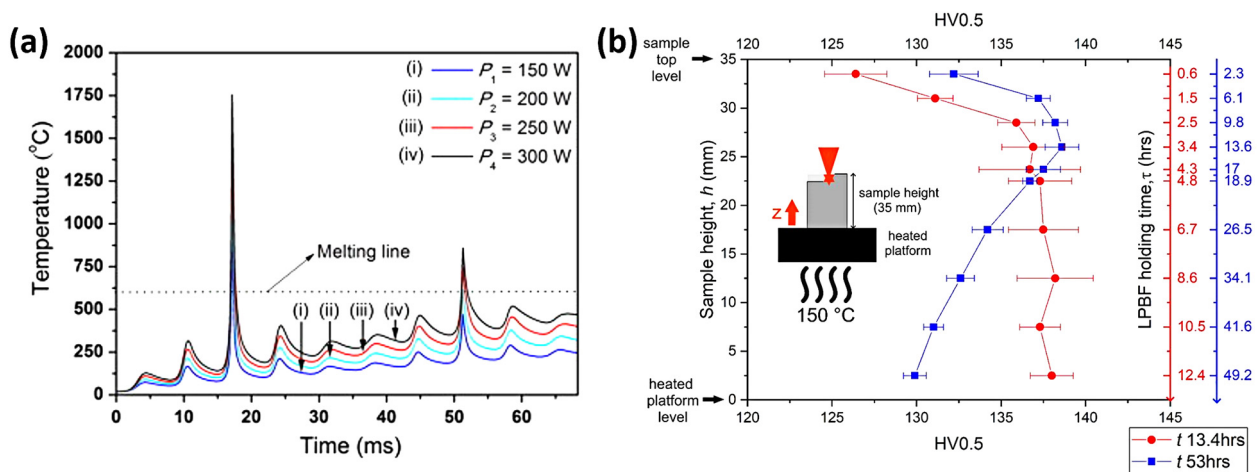 (a)
2000
1750
1500
1250
1000
750
500
250
0
Temperature (°C)
(i) P1 = 150 W
(ii) P2 = 200 W
(iii) P3 = 250 W
(iv) P4 = 300 W
Melting line
(i) (ii) (iii) (iv)
0 10 20 30 40 50 60
Time (ms)
(b)
HV0.5
120 125 130 135 140 145
sample
top
level
35
30
25
20
15
10
5
0
Sample height, h (mm)
heated
platform
level
z
sample height
(35 mm)
heated
platform
150 °C
120 125 130 135 140 145
HV0.5
LPBF holding time,τ (hrs)
0.6
1.5
2.5
3.4
4.3
4.8
6.7
8.6
10.5
12.4
2.3
6.1
9.8
13.6
17
18.9
26.5
34.1
41.6
49.2
t 13.4hrs
t 53hrs